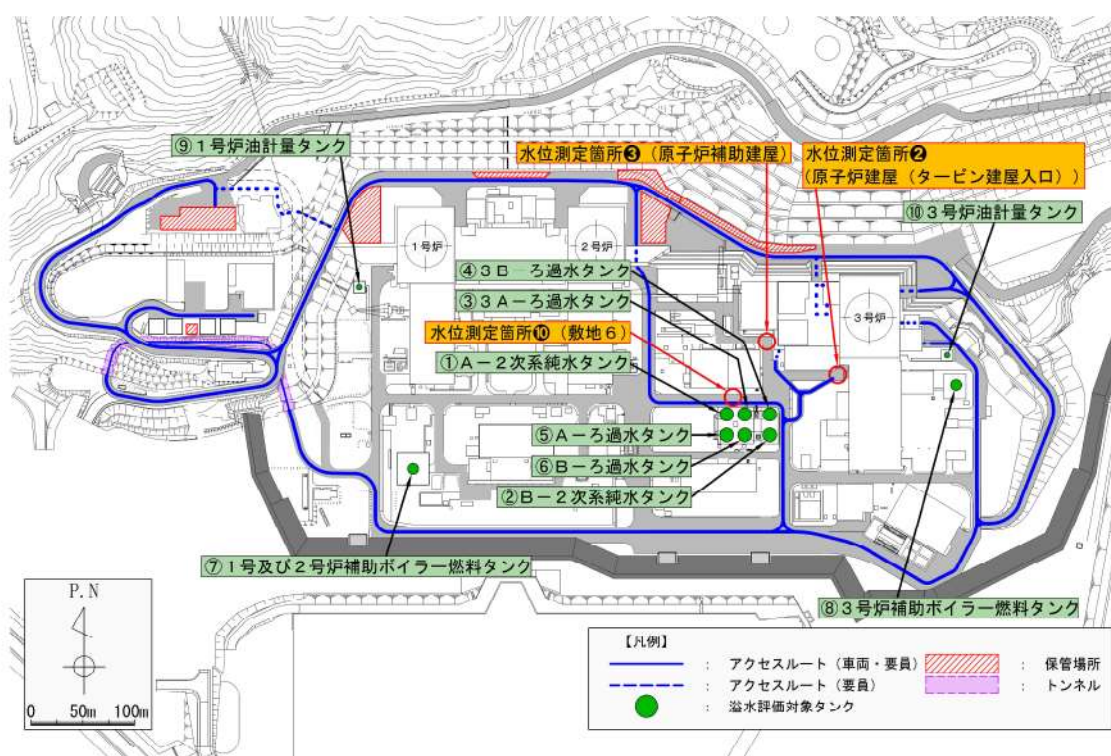 ⑨1号炉油計量タンク
水位測定箇所❸(原子炉補助建屋)
水位測定箇所❷
(原子炉建屋(タービン建屋入口))
⑩3号炉油計量タンク
1号炉
2号炉
④3B-ろ過水タンク
③3A-ろ過水タンク
3号炉
水位測定箇所❿(敷地6)
①A-2次系純水タンク
⑤A-ろ過水タンク
⑥B-ろ過水タンク
②B-2次系純水タンク
⑦1号及び2号炉補助ボイラー燃料タンク
⑧3号炉補助ボイラー燃料タンク
P.N
0 50m 100m
【凡例】
: アクセスルート(車両・要員)
: 保管場所
: アクセスルート(要員)
: トンネル
: 溢水評価対象タンク